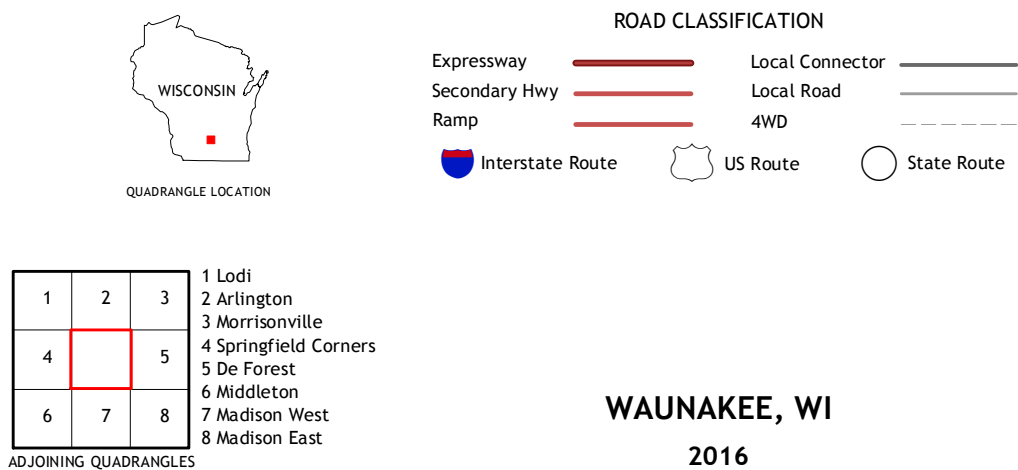 WISCONSIN
QUADRANGLE LOCATION
ROAD CLASSIFICATION
Expressway
Local Connector
Secondary Hwy
Local Road
Ramp
4WD
Interstate Route
US Route
State Route
1 2 3
4 5
6 7 8
ADJOINING QUADRANGLES
1 Lodi
2 Arlington
3 Morrisonville
4 Springfield Corners
5 De Forest
6 Middleton
7 Madison West
8 Madison East
WAUNAKEE, WI
2016